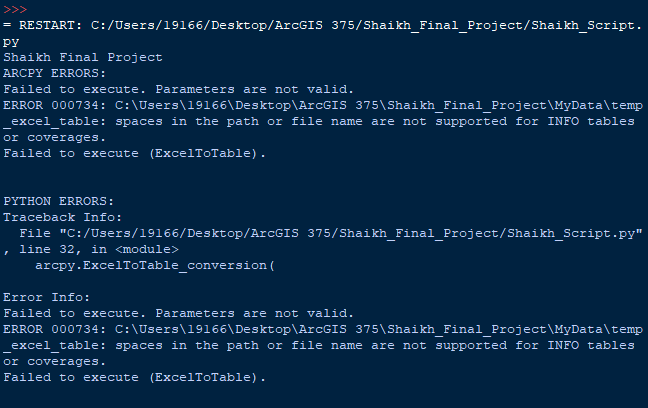 >>>
= RESTART: C:/Users/19166/Desktop/ArcGIS 375/Shaikh_Final_Project/Shaikh_Script.
py
Shaikh Final Project
ARCPY ERRORS:
Failed to execute. Parameters are not valid.
ERROR 000734: C:\Users\19166\Desktop\ArcGIS 375\Shaikh_Final_Project\MyData\temp
_excel_table: spaces in the path or file name are not supported for INFO tables
or coverages.
Failed to execute (ExcelToTable).
PYTHON ERRORS:
Traceback Info:
  File "C:/Users/19166/Desktop/ArcGIS 375/Shaikh_Final_Project/Shaikh_Script.py"
, line 32, in <module>
    arcpy.ExcelToTable_conversion(
Error Info:
Failed to execute. Parameters are not valid.
ERROR 000734: C:\Users\19166\Desktop\ArcGIS 375\Shaikh_Final_Project\MyData\temp
_excel_table: spaces in the path or file name are not supported for INFO tables
or coverages.
Failed to execute (ExcelToTable).